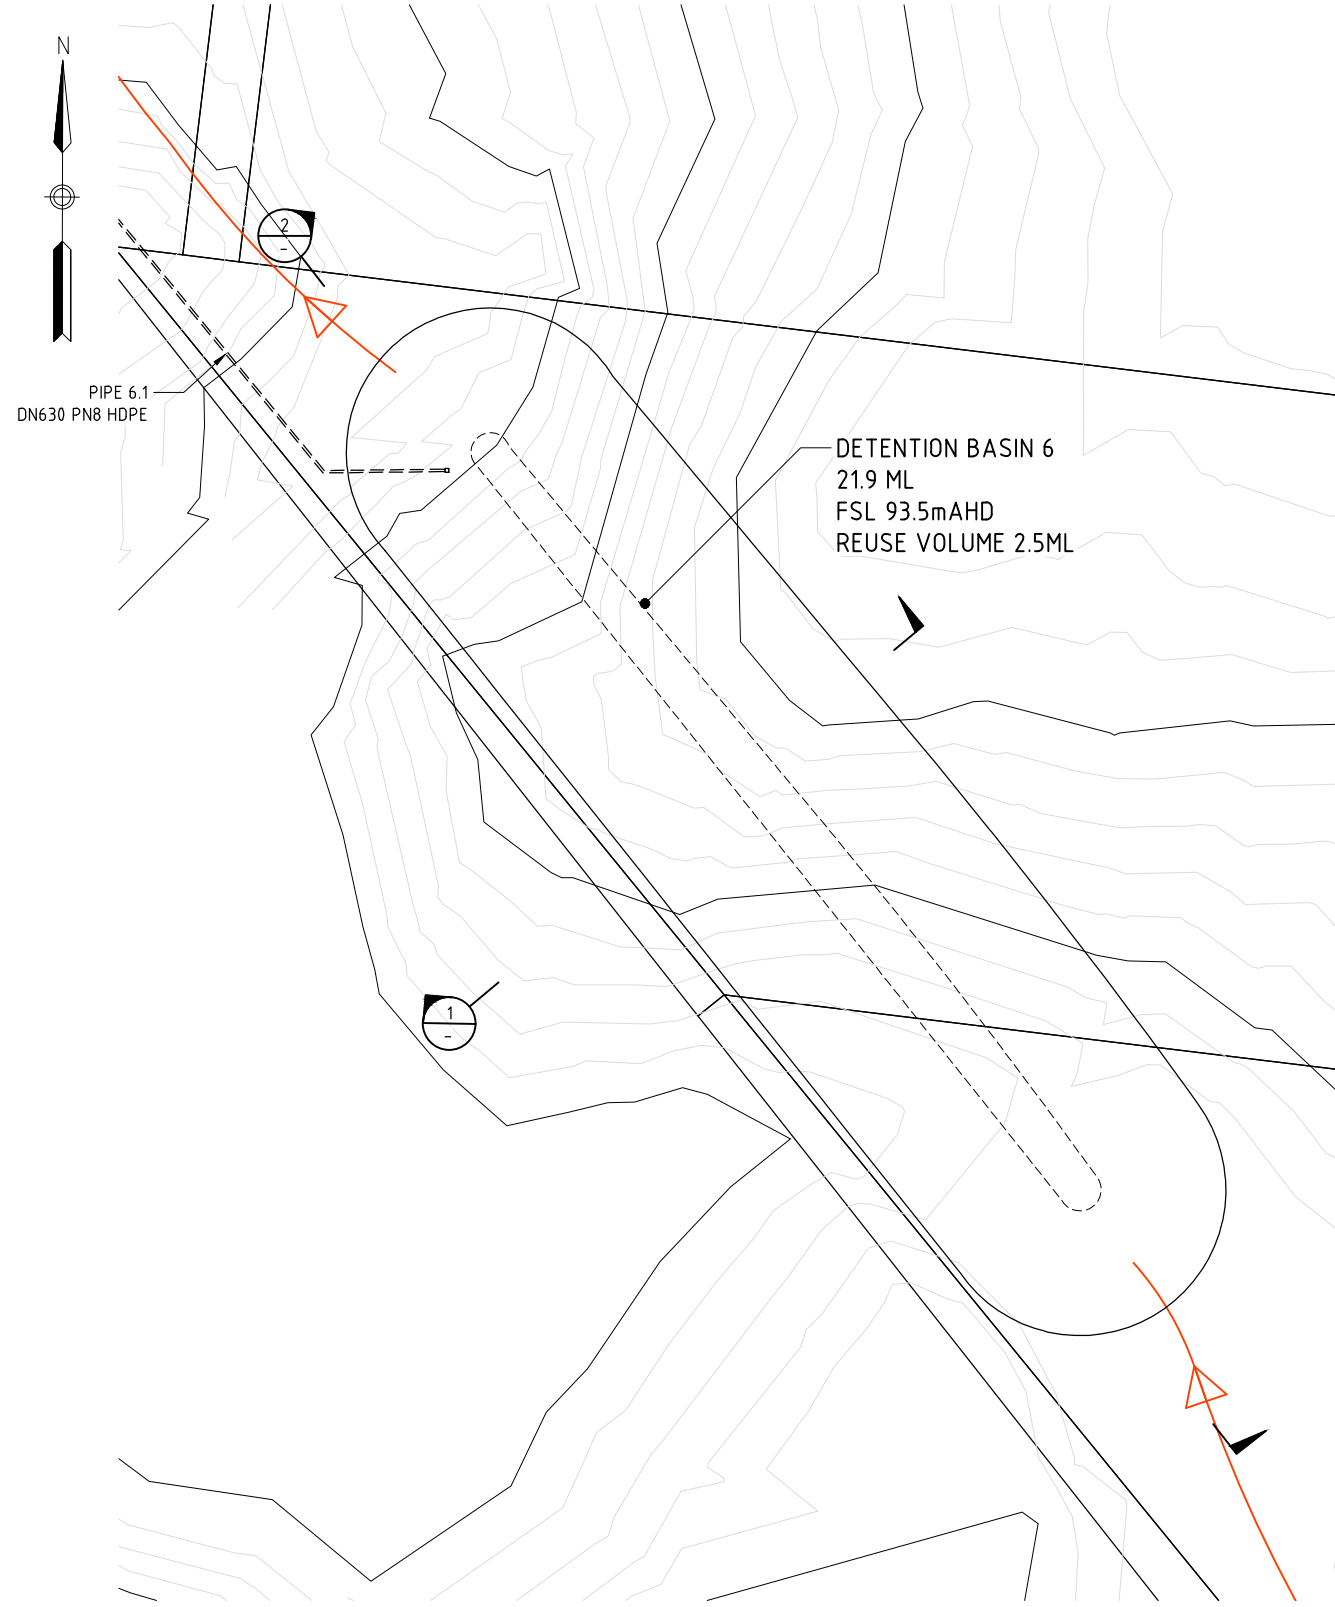 N
2
-
PIPE 6.1
DN630 PN8 HDPE
DETENTION BASIN 6
21.9 ML
FSL 93.5mAHD
REUSE VOLUME 2.5ML
1
-